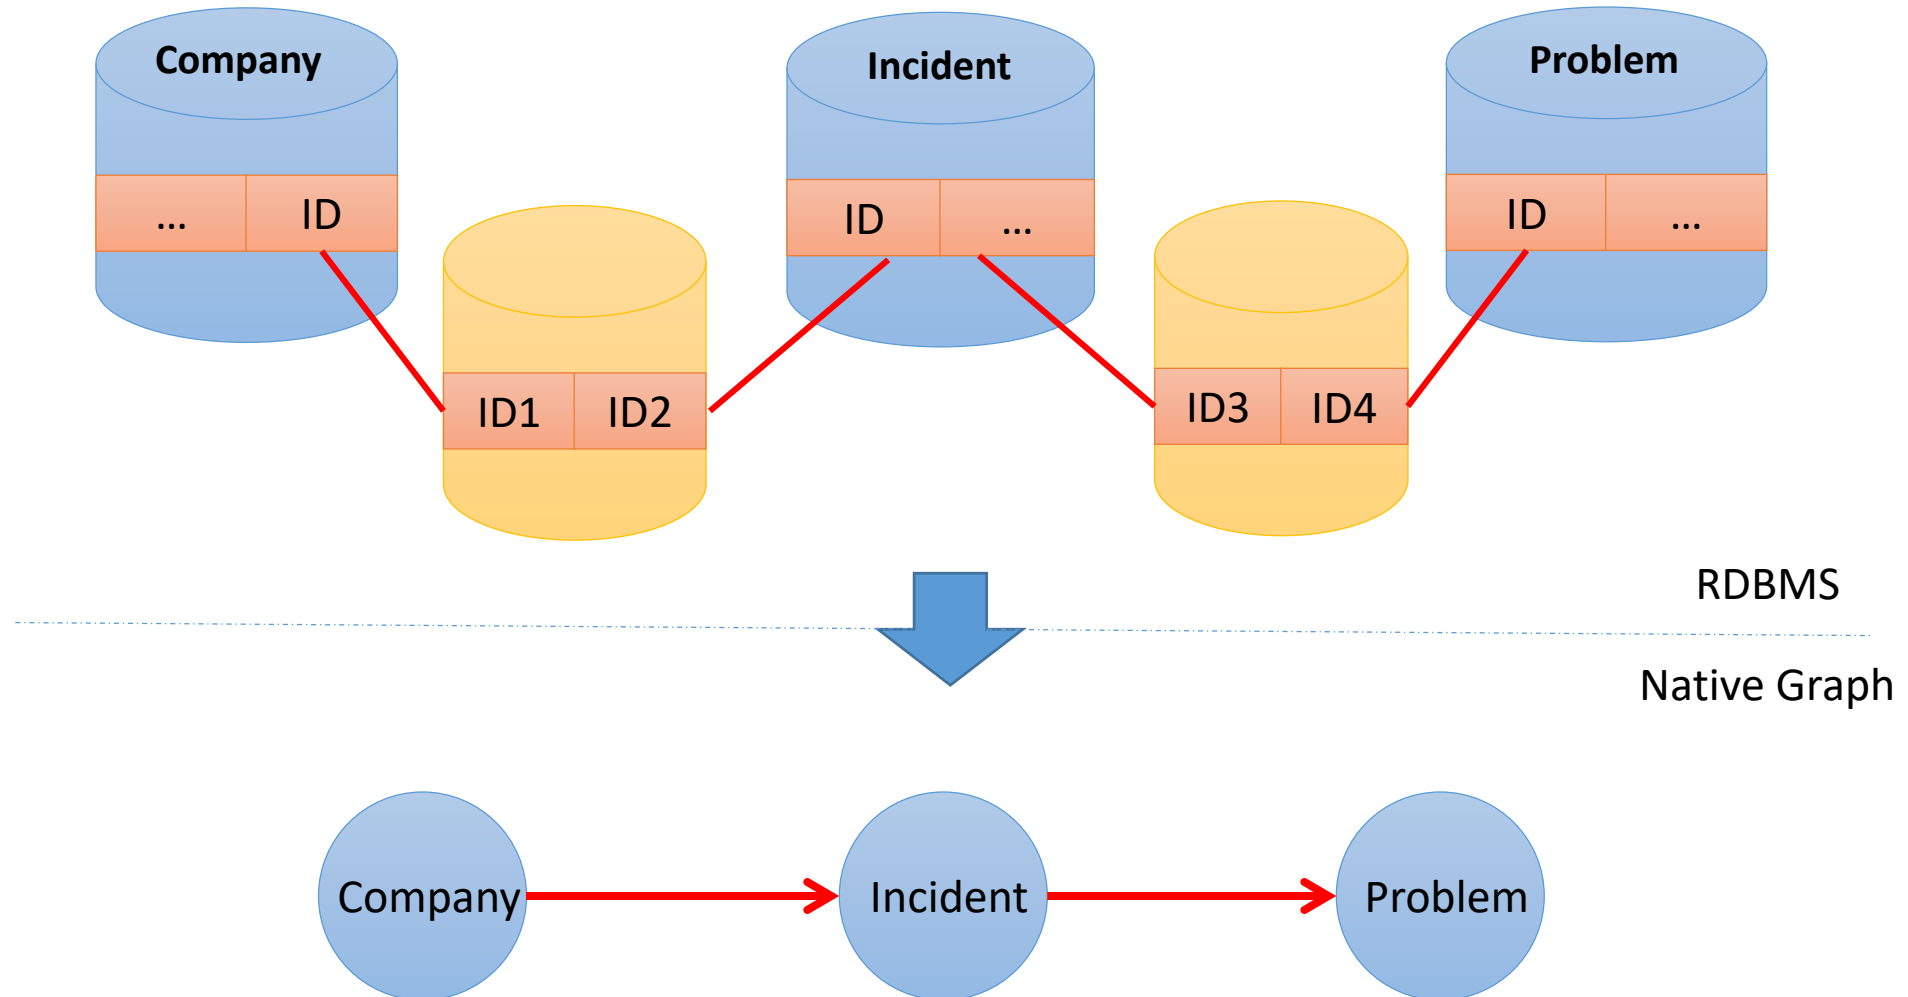 Company
Incident
Problem
... ID
ID ...
ID ...
ID1 ID2
ID3 ID4
RDBMS
Native Graph
Company
Incident
Problem